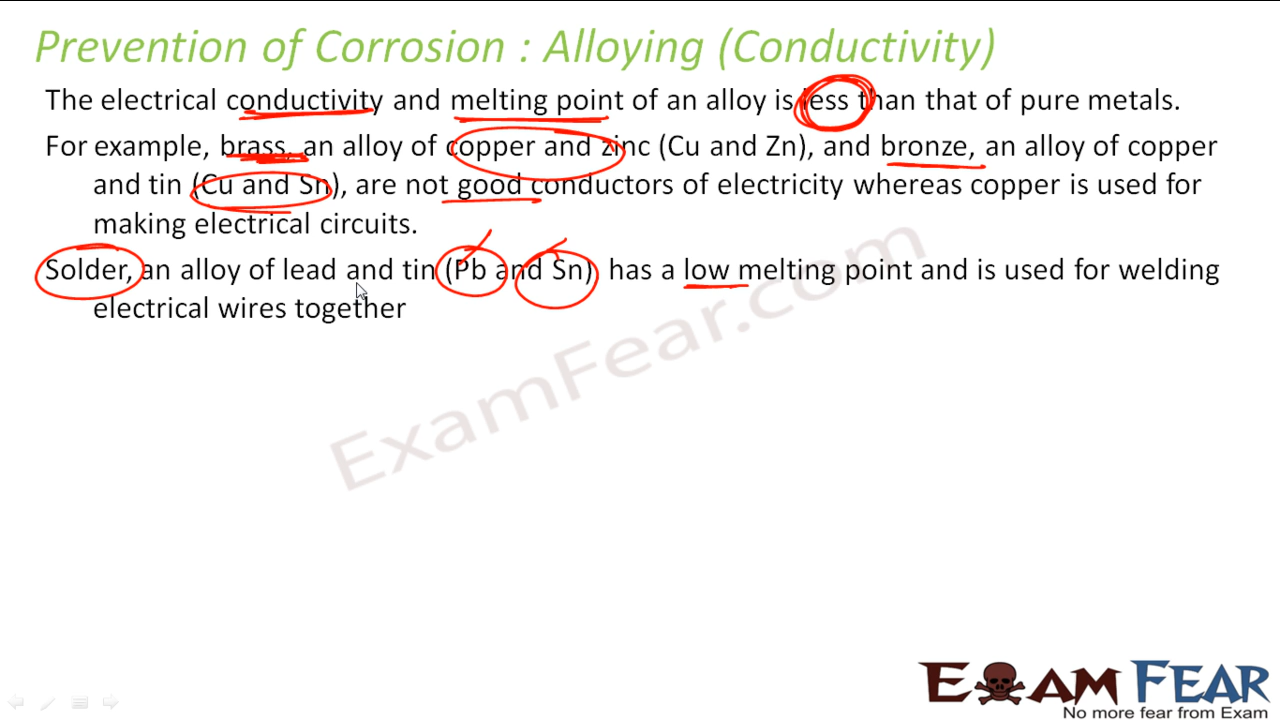 Prevention of Corrosion : Alloying (Conductivity)
The electrical conductivity and melting point of an alloy is less than that of pure metals.
For example, brass, an alloy of copper and zinc (Cu and Zn), and bronze, an alloy of copper
and tin (Cu and Sn), are not good conductors of electricity whereas copper is used for
making electrical circuits.
Solder, an alloy of lead and tin (Pb and Sn) has a low melting point and is used for welding
electrical wires together
ExamFear.com
EXAM FEAR
No more fear from Exam